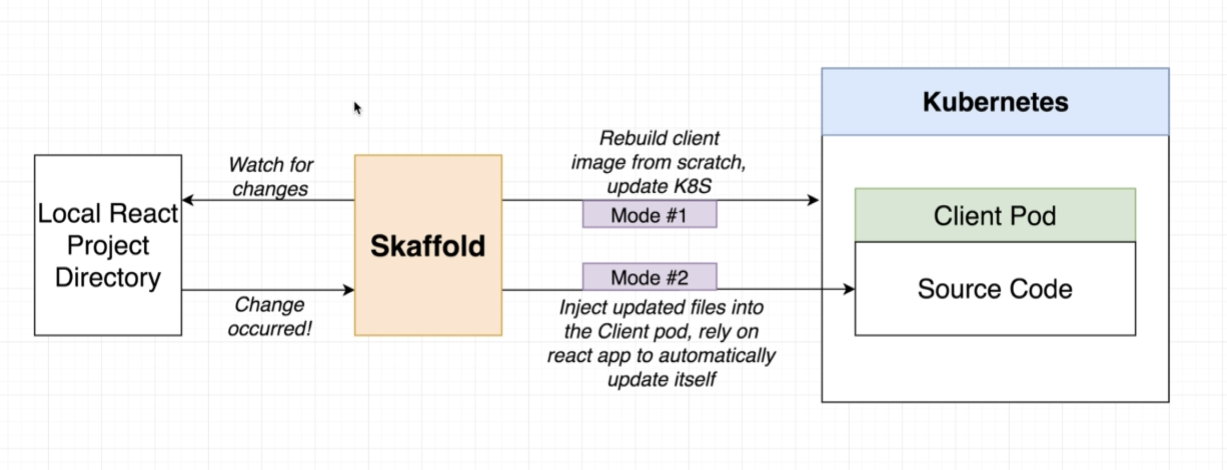 Kubernetes
Rebuild client
image from scratch,
update K8S
Watch for
changes
Mode #1
Client Pod
Local React
Project
Directory
Skaffold
Mode #2
Source Code
Change
occurred!
Inject updated files into
the Client pod, rely on
react app to automatically
update itself